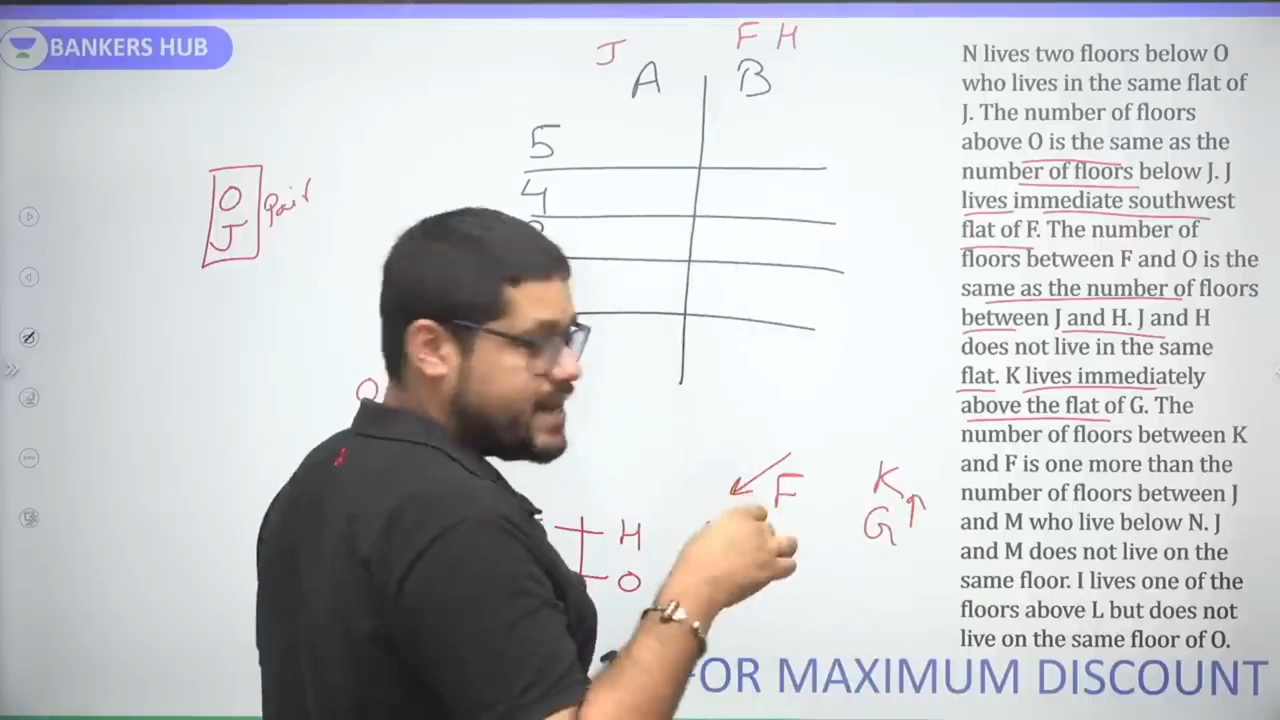 BANKERS HUB
J
F H
A
B
5
4
O
J
Pair
O
F
K
G
H
O
N lives two floors below O
who lives in the same flat of
J. The number of floors
above O is the same as the
number of floors below J. J
lives immediate southwest
flat of F. The number of
floors between F and O is the
same as the number of floors
between J and H. J and H
does not live in the same
flat. K lives immediately
above the flat of G. The
number of floors between K
and F is one more than the
number of floors between J
and M who live below N. J
and M does not live on the
same floor. I lives one of the
floors above L but does not
live on the same floor of O.
OR MAXIMUM DISCOUNT